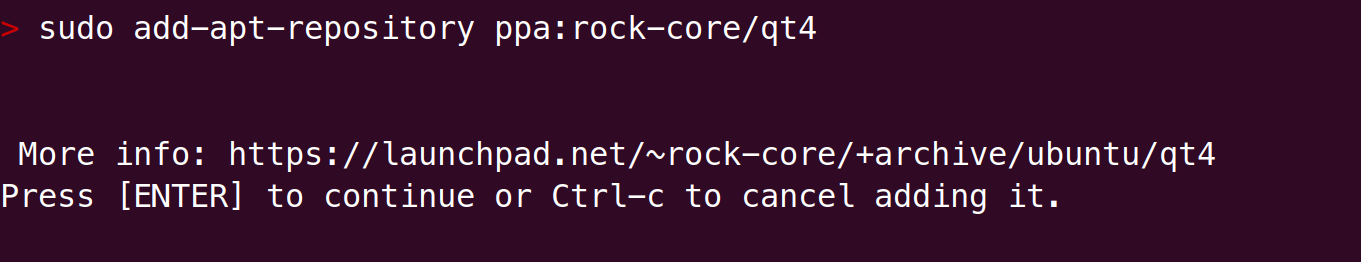 > sudo add-apt-repository ppa:rock-core/qt4
More info: https://launchpad.net/~rock-core/+archive/ubuntu/qt4
Press [ENTER] to continue or Ctrl-c to cancel adding it.